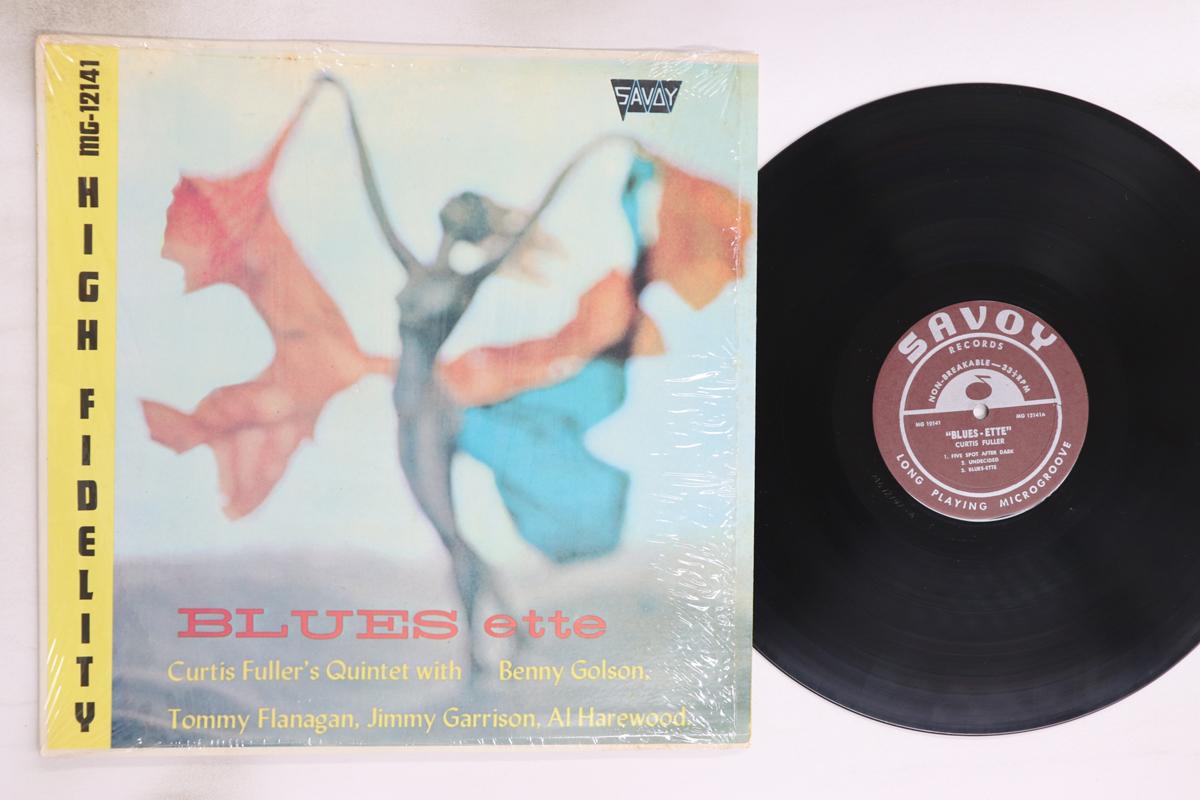 MG-12141 HIGH FIDELITY
SAVOY
BLUES ette
Curtis Fuller's Quintet with Benny Golson,
Tommy Flanagan, Jimmy Garrison, Al Harewood.
SAVOY
RECORDS
NON-BREAKABLE—33⅓RPM
MG 12141
MG 12141A
"BLUES-ETTE"
CURTIS FULLER
1. FIVE SPOT AFTER DARK
2. UNDECIDED
3. BLUES-ETTE
LONG PLAYING MICROGROOVE